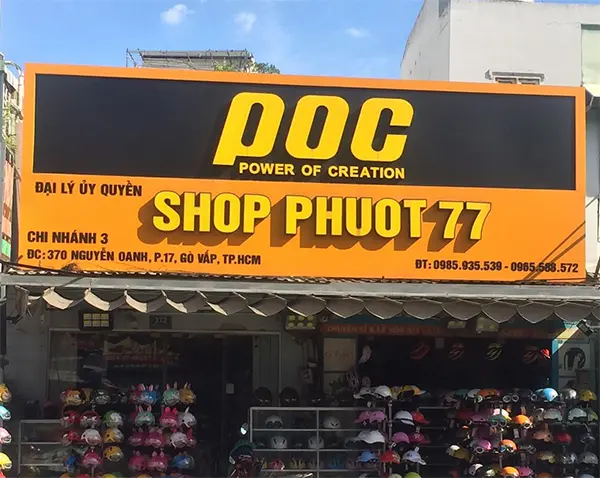 POC
POWER OF CREATION
ĐẠI LÝ ỦY QUYỀN
SHOP PHUOT 77
CHI NHÁNH 3
ĐC: 370 NGUYỄN OANH, P.17, GÒ VẤP, TP.HCM
ĐT: 0985.935.539 - 0965.568.572